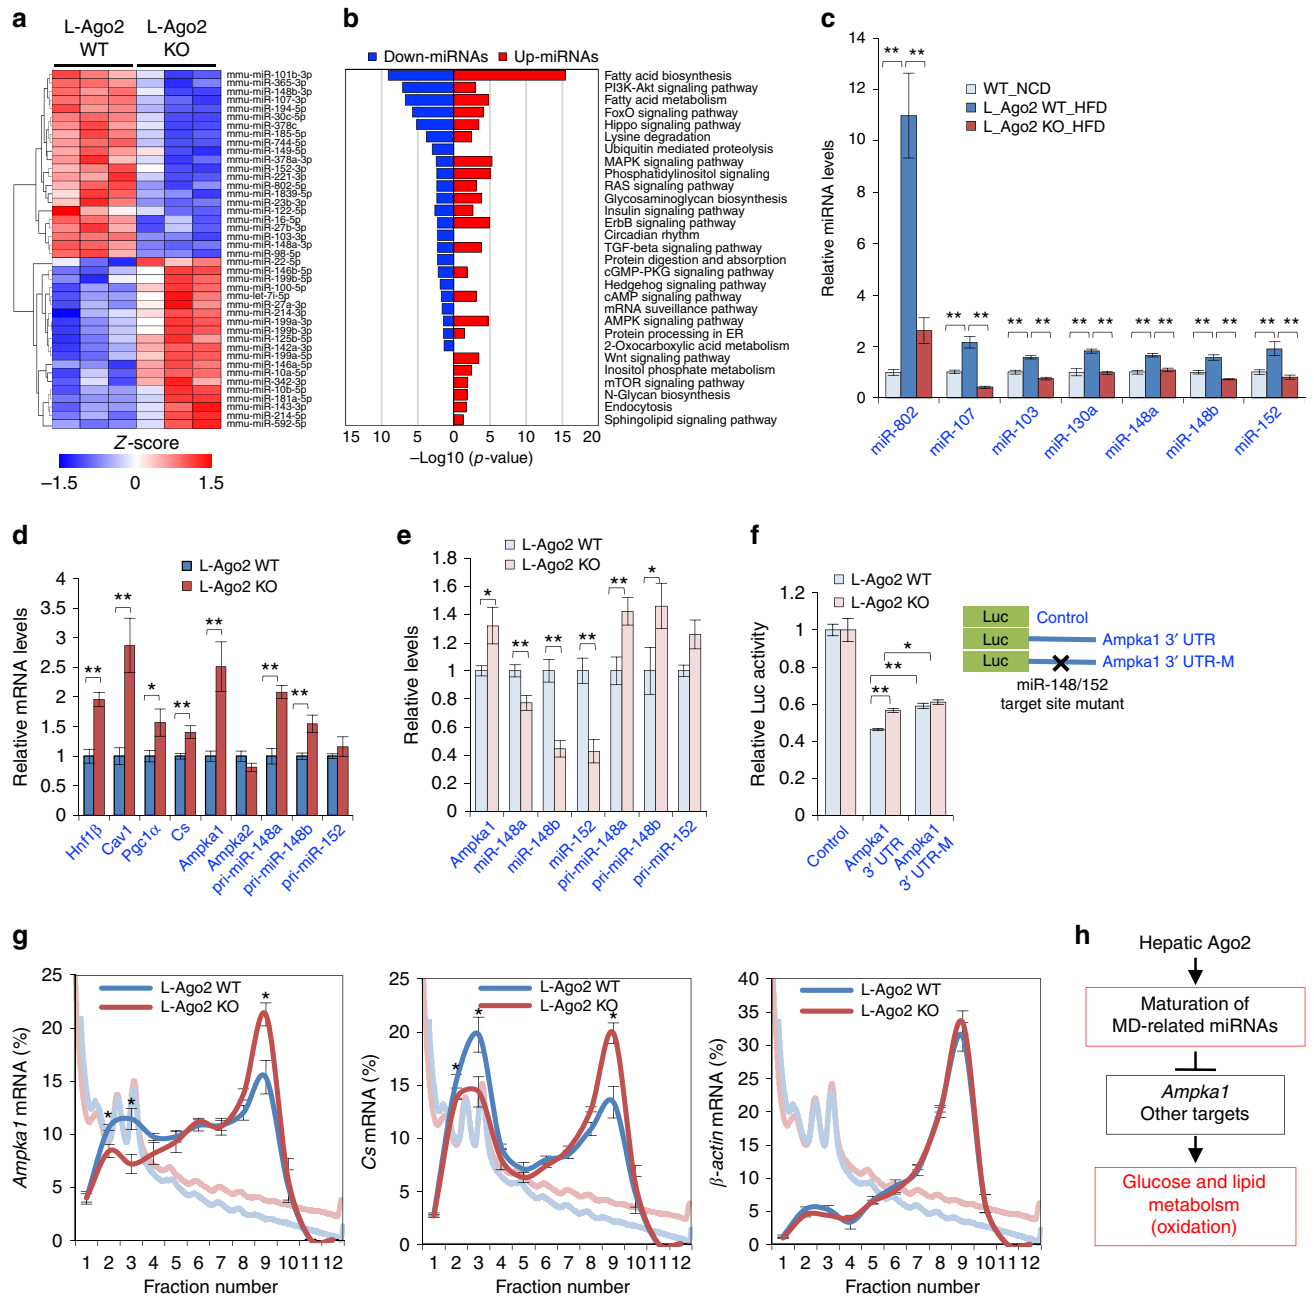 a
L-Ago2 WT
L-Ago2 KO
mmu-miR-101b-3p
mmu-miR-365-3p
mmu-miR-148b-3p
mmu-miR-107-3p
mmu-miR-194-5p
mmu-miR-30c-5p
mmu-miR-378c
mmu-miR-185-5p
mmu-miR-744-5p
mmu-miR-149-5p
mmu-miR-378a-3p
mmu-miR-152-3p
mmu-miR-221-3p
mmu-miR-802-5p
mmu-miR-1839-5p
mmu-miR-23b-3p
mmu-miR-122-5p
mmu-miR-16-5p
mmu-miR-27b-3p
mmu-miR-103-3p
mmu-miR-148a-3p
mmu-miR-98-5p
mmu-miR-22-5p
mmu-miR-146b-5p
mmu-miR-199b-5p
mmu-miR-100-5p
mmu-let-7i-5p
mmu-miR-27a-3p
mmu-miR-214-3p
mmu-miR-199a-3p
mmu-miR-199b-3p
mmu-miR-125b-5p
mmu-miR-142a-3p
mmu-miR-199a-5p
mmu-miR-146a-5p
mmu-miR-10a-5p
mmu-miR-342-3p
mmu-miR-10b-5p
mmu-miR-181a-5p
mmu-miR-143-3p
mmu-miR-214-5p
mmu-miR-592-5p
Z-score
–1.5 0 1.5
b
Down-miRNAs Up-miRNAs
Fatty acid biosynthesis
PI3K-Akt signaling pathway
Fatty acid metabolism
FoxO signaling pathway
Hippo signaling pathway
Lysine degradation
Ubiquitin mediated proteolysis
MAPK signaling pathway
Phosphatidylinositol signaling
RAS signaling pathway
Glycosaminoglycan biosynthesis
Insulin signaling pathway
ErbB signaling pathway
Circadian rhythm
TGF-beta signaling pathway
Protein digestion and absorption
cGMP-PKG signaling pathway
Hedgehog signaling pathway
cAMP signaling pathway
mRNA suveillance pathway
AMPK signaling pathway
Protein processing in ER
2-Oxocarboxylic acid metabolism
Wnt signaling pathway
Inositol phosphate metabolism
mTOR signaling pathway
N-Glycan biosynthesis
Endocytosis
Sphingolipid signaling pathway
15 10 5 0 5 10 15 20
–Log10 (p-value)
c
Relative miRNA levels
14
12
10
8
6
4
2
0
WT_NCD
L_Ago2 WT_HFD
L_Ago2 KO_HFD
** **
** ** ** ** ** ** ** ** ** ** ** **
miR-802 miR-107 miR-103 miR-130a miR-148a miR-148b miR-152
d
L-Ago2 WT
L-Ago2 KO
Relative mRNA levels
4
3.5
3
2.5
2
1.5
1
0.5
0
** ** * ** ** ** **
Hnf1β Cav1 Pgc1α Cs Ampka1 Ampka2 pri-miR-148a pri-miR-148b pri-miR-152
e
L-Ago2 WT
L-Ago2 KO
Relative levels
1.8
1.6
1.4
1.2
1
0.8
0.6
0.4
0.2
0
* ** ** ** ** *
Ampka1 miR-148a miR-148b miR-152 pri-miR-148a pri-miR-148b pri-miR-152
f
L-Ago2 WT
L-Ago2 KO
Relative Luc activity
1.2
1
0.8
0.6
0.4
0.2
0
*
**
**
Control
Ampka1 3′ UTR
Ampka1 3′ UTR-M
Luc Control
Luc Ampka1 3′ UTR
Luc Ampka1 3′ UTR-M
miR-148/152
target site mutant
g
Ampka1 mRNA (%)
25
20
15
10
5
0
L-Ago2 WT
L-Ago2 KO
* * *
1 2 3 4 5 6 7 8 9 10 11 12
Fraction number
Cs mRNA (%)
25
20
15
10
5
0
L-Ago2 WT
L-Ago2 KO
* * *
1 2 3 4 5 6 7 8 9 10 11 12
Fraction number
β-actin mRNA (%)
40
35
30
25
20
15
10
5
0
L-Ago2 WT
L-Ago2 KO
1 2 3 4 5 6 7 8 9 10 11 12
Fraction number
h
Hepatic Ago2
Maturation of
MD-related miRNAs
Ampka1
Other targets
Glucose and lipid
metabolsm
(oxidation)